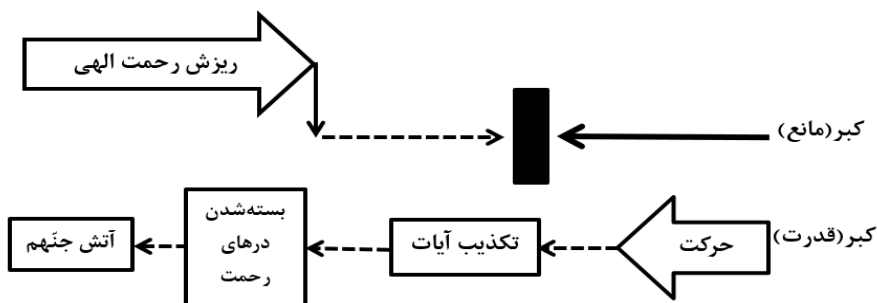 ریزش رحمت الهی
کبر(مانع)
کبر(قدرت)
حرکت
تکذیب آیات
بسته‌شدن
درهای
رحمت
آتش جنّهم